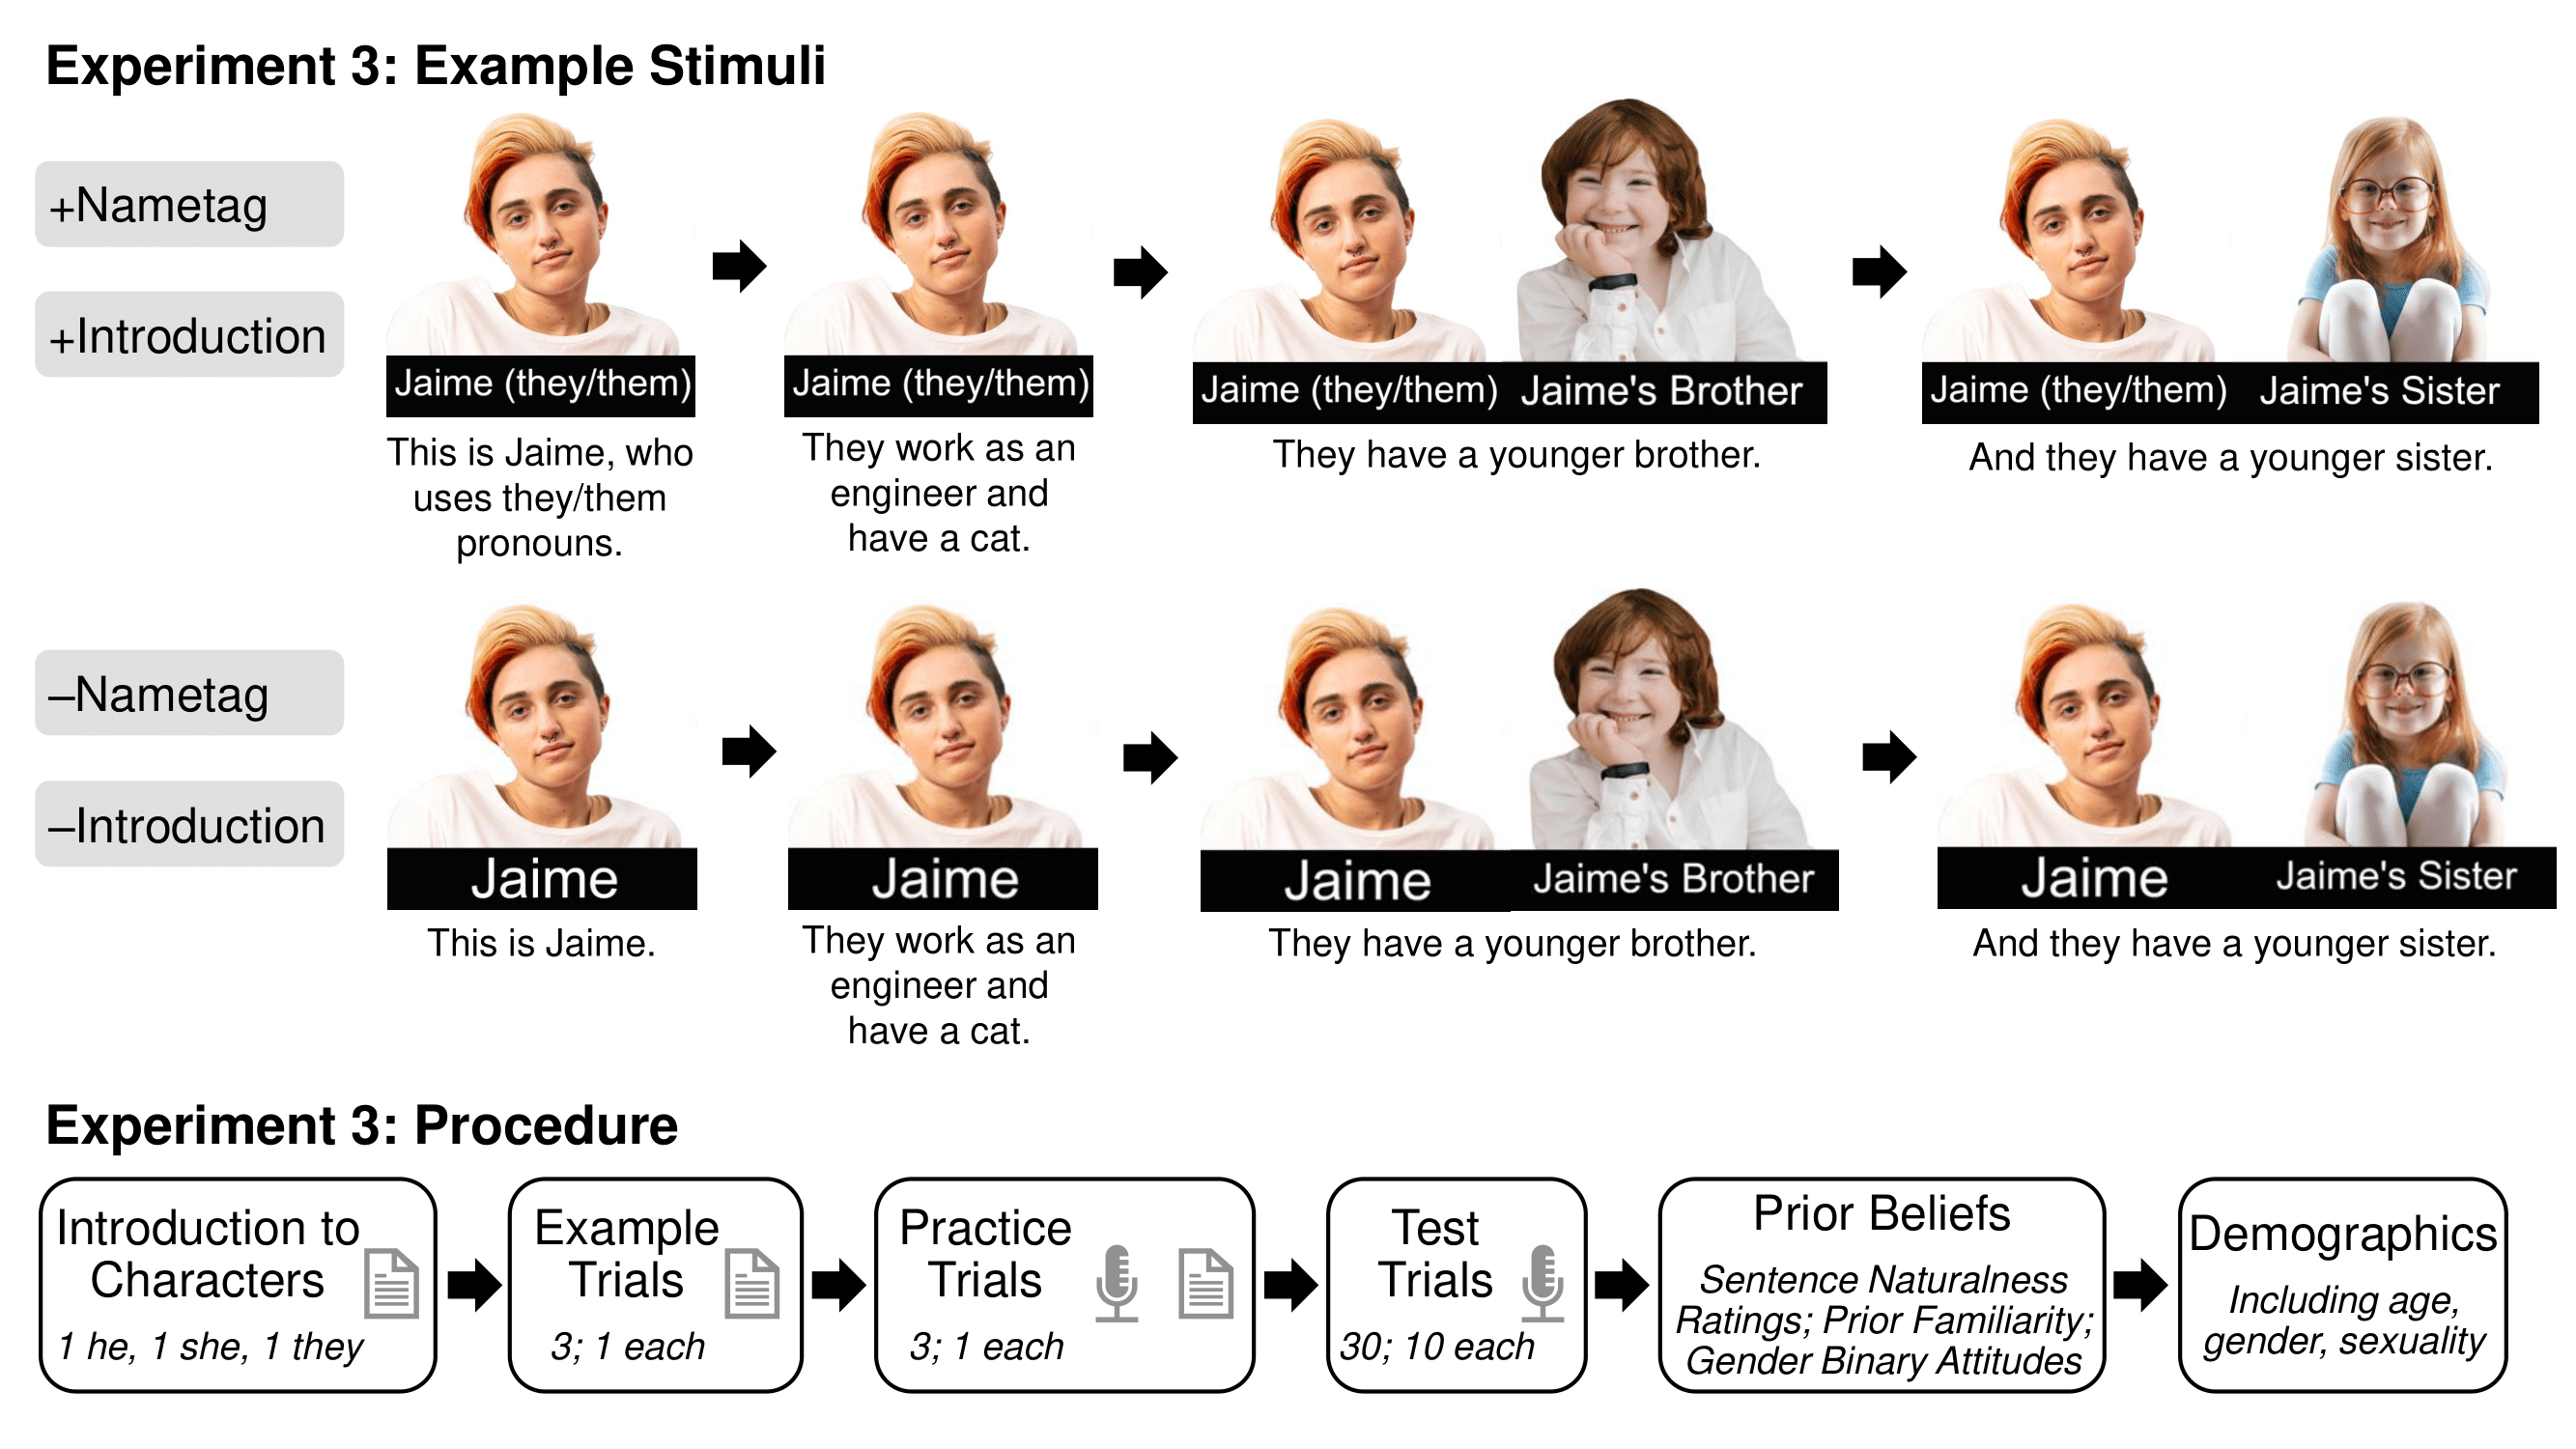 Experiment 3: Example Stimuli
+Nametag
+Introduction
Jaime (they/them)
This is Jaime, who
uses they/them
pronouns.
Jaime (they/them)
They work as an
engineer and
have a cat.
Jaime (they/them) Jaime's Brother
They have a younger brother.
Jaime (they/them) Jaime's Sister
And they have a younger sister.
–Nametag
–Introduction
Jaime
This is Jaime.
Jaime
They work as an
engineer and
have a cat.
Jaime Jaime's Brother
They have a younger brother.
Jaime Jaime's Sister
And they have a younger sister.
Experiment 3: Procedure
Introduction to
Characters
1 he, 1 she, 1 they
Example
Trials
3; 1 each
Practice
Trials
3; 1 each
Test
Trials
30; 10 each
Prior Beliefs
Sentence Naturalness
Ratings; Prior Familiarity;
Gender Binary Attitudes
Demographics
Including age,
gender, sexuality